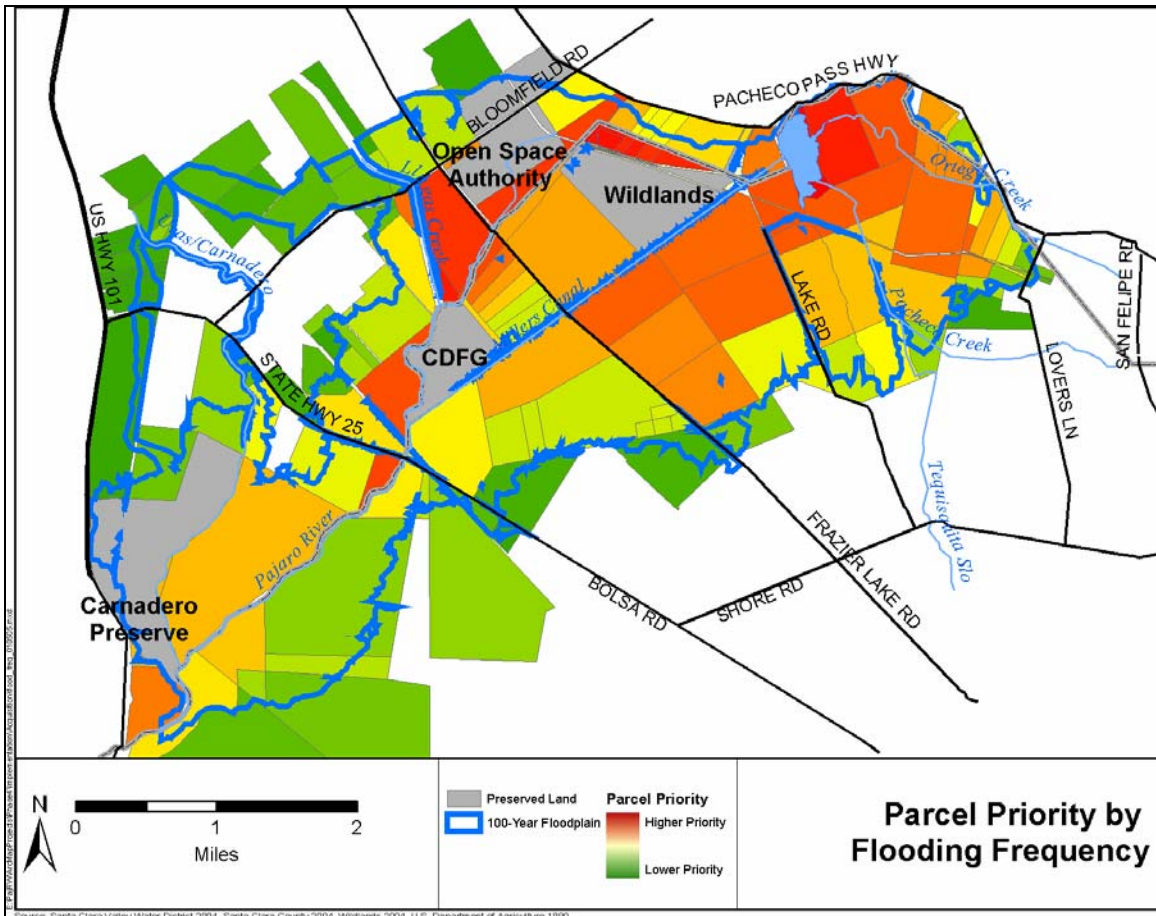 BLOOMFIELD RD
PACHECO PASS HWY
Open Space
Authority
Wildlands
Llagas Creek
Creek
US HWY 101
Uvas/Carnadero
LAKE RD
Pacheco Creek
SAN FELIPE RD
LOVERS LN
CDFG
STATE HWY 25
Tequisquita Slo
Pajaro River
FRAZIER LAKE RD
SHORE RD
BOLSA RD
Carnadero
Preserve
N
0 1 2
Miles
Preserved Land
100-Year Floodplain
Parcel Priority
Higher Priority
Lower Priority
Parcel Priority by
Flooding Frequency